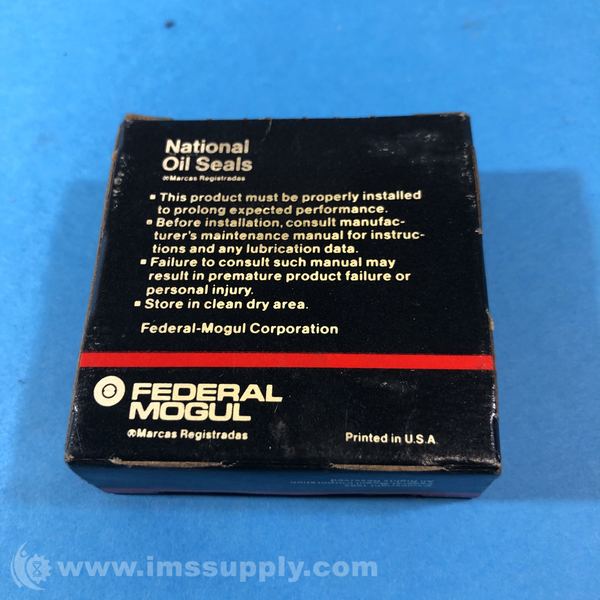 National
Oil Seals
®Marcas Registradas
▪ This product must be properly installed
to prolong expected performance.
▪ Before installation, consult manufac-
turer's maintenance manual for instruc-
tions and any lubrication data.
▪ Failure to consult such manual may
result in premature product failure or
personal injury.
▪ Store in clean dry area.
Federal-Mogul Corporation
FEDERAL
MOGUL
®Marcas Registradas
Printed in U.S.A.
www.imssupply.com